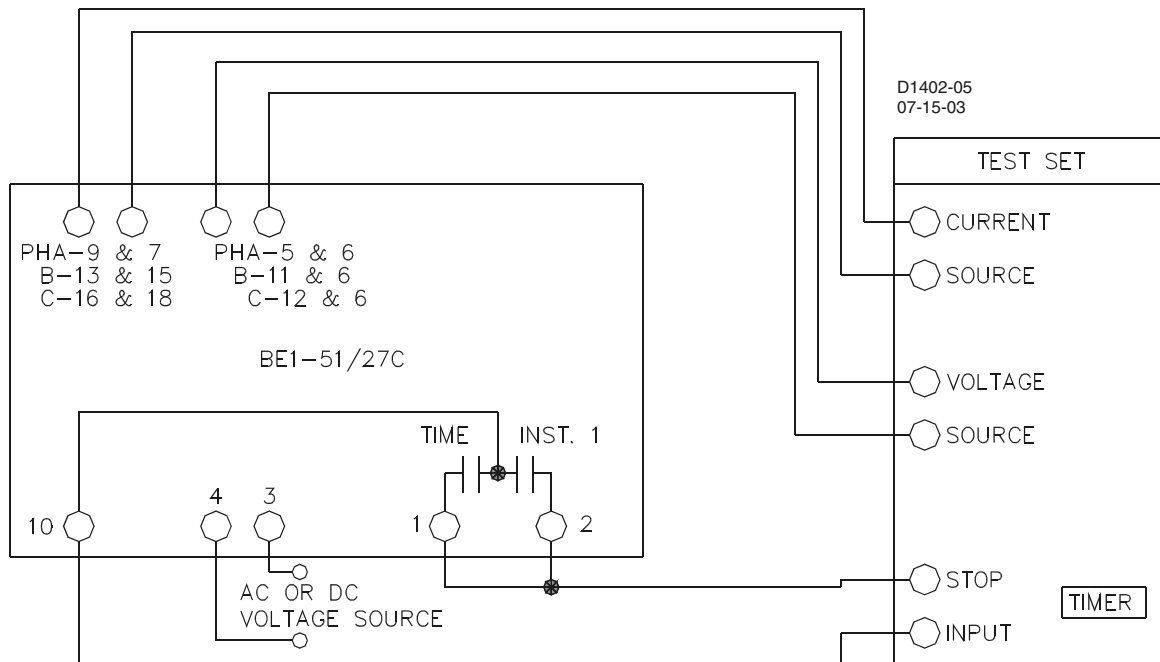 D1402-05
07-15-03
TEST SET
CURRENT
SOURCE
VOLTAGE
SOURCE
STOP
INPUT
TIMER
PHA-9 & 7
B-13 & 15
C-16 & 18
PHA-5 & 6
B-11 & 6
C-12 & 6
BE1-51/27C
TIME
INST. 1
10
4
3
1
2
AC OR DC
VOLTAGE SOURCE